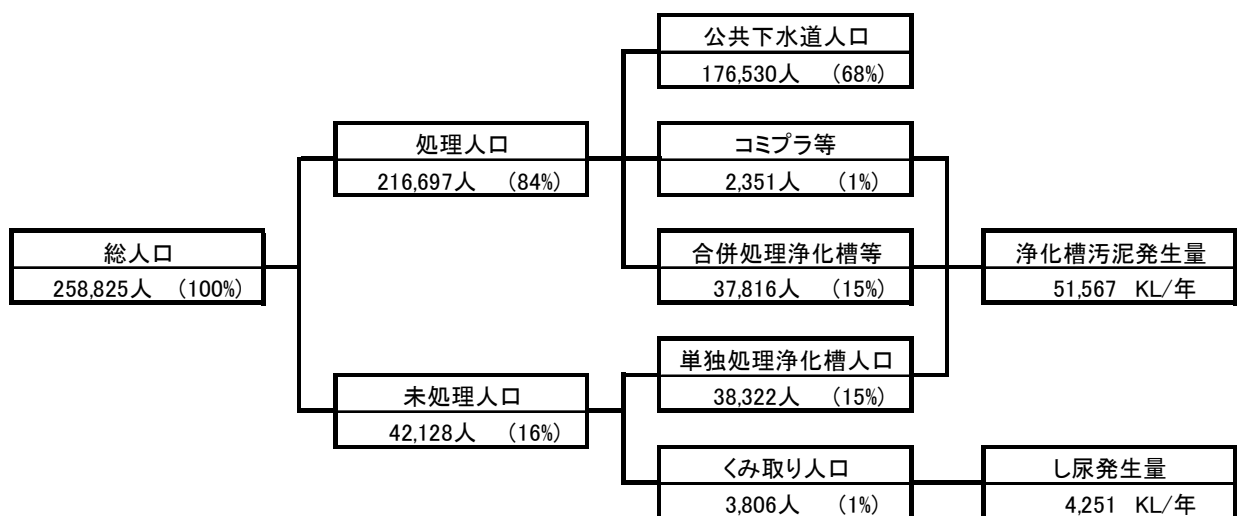 公共下水道人口
176,530人 (68%)
処理人口
216,697人 (84%)
コミプラ等
2,351人 (1%)
総人口
258,825人 (100%)
合併処理浄化槽等
37,816人 (15%)
浄化槽汚泥発生量
51,567 KL/年
未処理人口
42,128人 (16%)
単独処理浄化槽人口
38,322人 (15%)
くみ取り人口
3,806人 (1%)
し尿発生量
4,251 KL/年